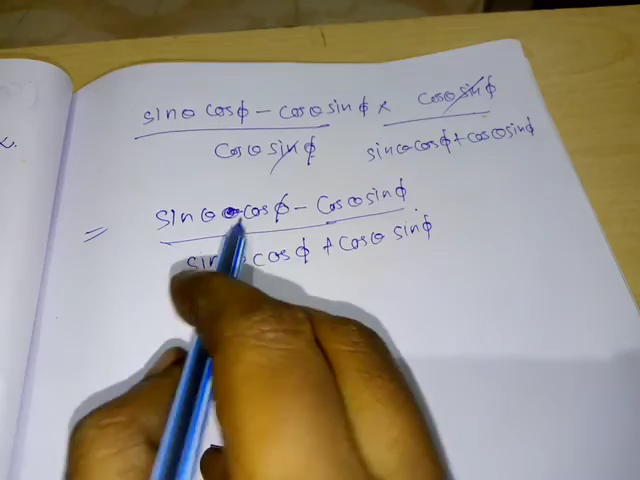 sinθ cosϕ − cosθ sinϕ × cosθ sinϕ
cosθ sinϕ sinθ cosϕ + cosθ sinϕ
= sinθ cosϕ − cosθ sinϕ
cosϕ + cosθ sinϕ